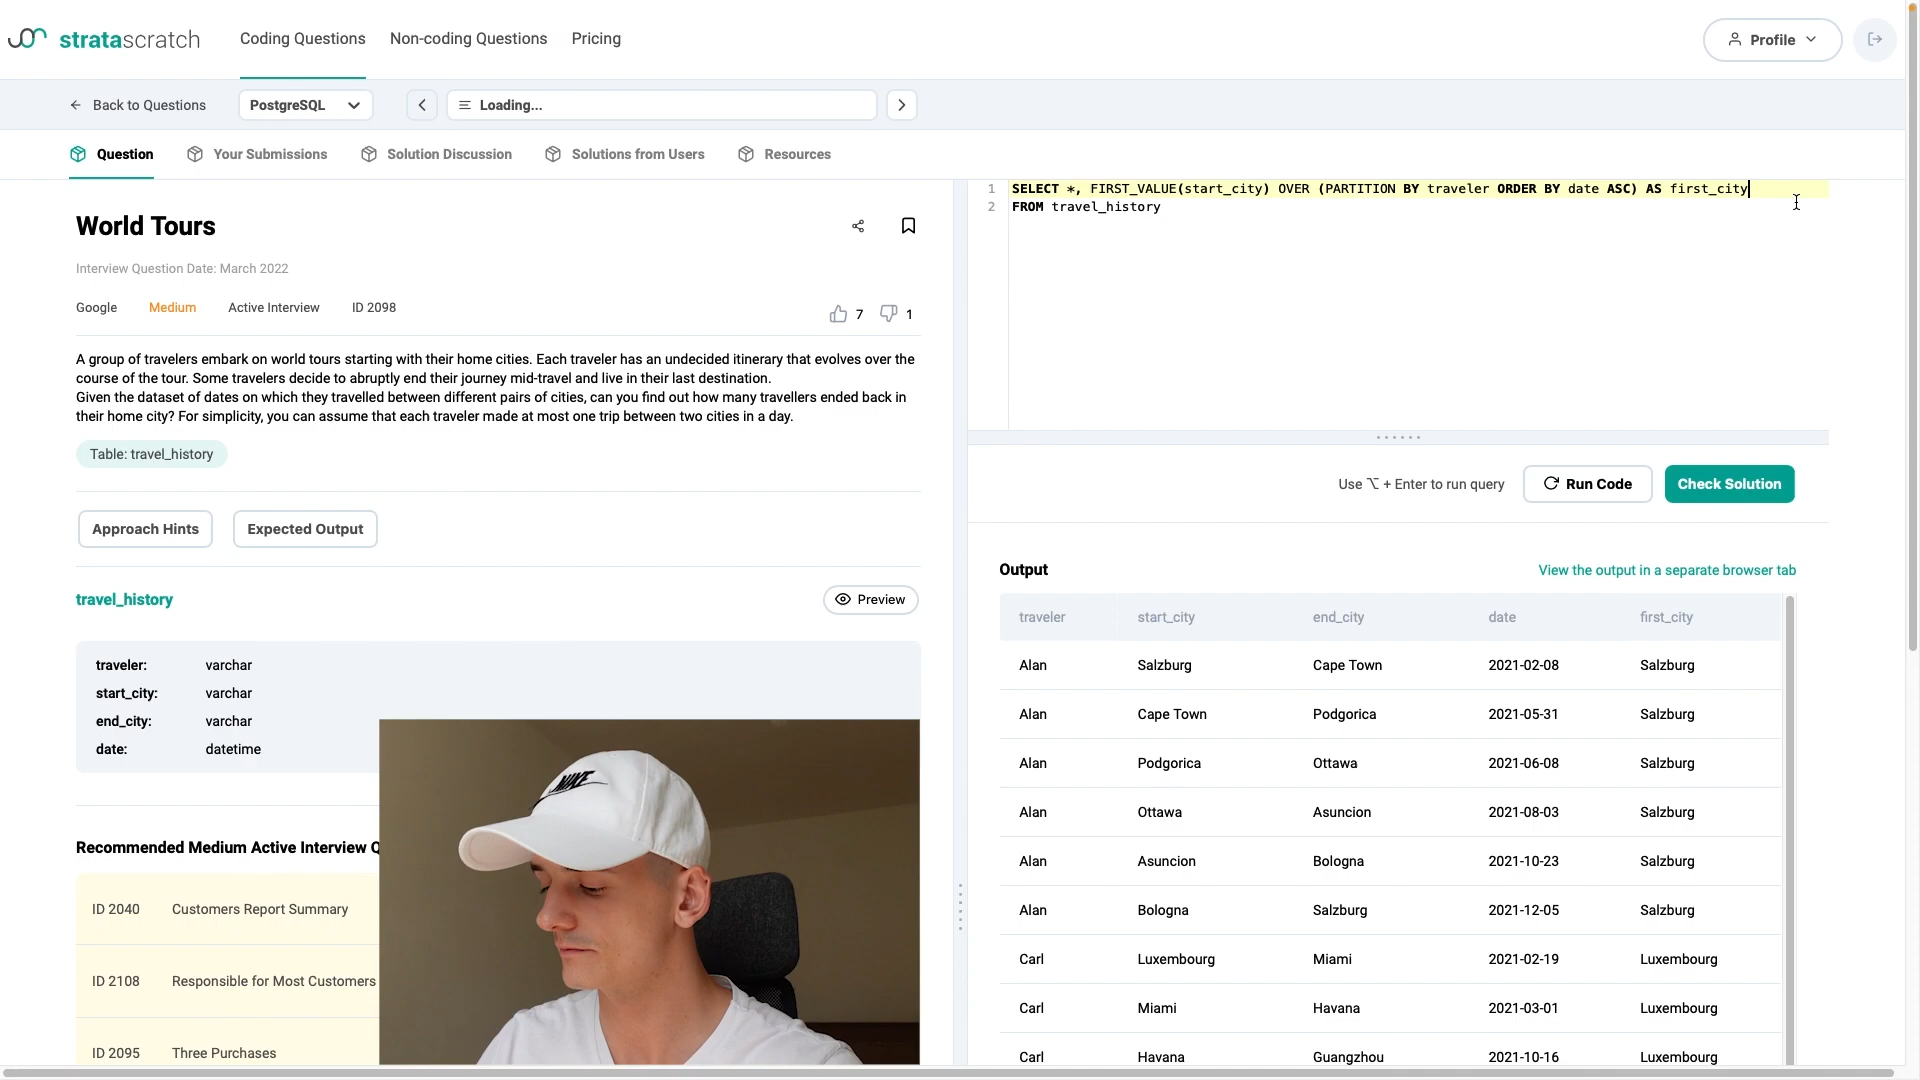 stratascratch
Coding Questions
Non-coding Questions
Pricing
Profile
Back to Questions
PostgreSQL
Loading...
Question
Your Submissions
Solution Discussion
Solutions from Users
Resources
World Tours
Interview Question Date: March 2022
Google Medium Active Interview ID 2098
7 1
A group of travelers embark on world tours starting with their home cities. Each traveler has an undecided itinerary that evolves over the
course of the tour. Some travelers decide to abruptly end their journey mid-travel and live in their last destination.
Given the dataset of dates on which they travelled between different pairs of cities, can you find out how many travellers ended back in
their home city? For simplicity, you can assume that each traveler made at most one trip between two cities in a day.
Table: travel_history
Approach Hints
Expected Output
travel_history
Preview
traveler: varchar
start_city: varchar
end_city: varchar
date: datetime
Recommended Medium Active Interview Q
ID 2040 Customers Report Summary
ID 2108 Responsible for Most Customers
ID 2095 Three Purchases
NIKE
1 SELECT *, FIRST_VALUE(start_city) OVER (PARTITION BY traveler ORDER BY date ASC) AS first_city
2 FROM travel_history
Use ⌥ + Enter to run query
Run Code
Check Solution
Output
View the output in a separate browser tab
traveler start_city end_city date first_city
Alan Salzburg Cape Town 2021-02-08 Salzburg
Alan Cape Town Podgorica 2021-05-31 Salzburg
Alan Podgorica Ottawa 2021-06-08 Salzburg
Alan Ottawa Asuncion 2021-08-03 Salzburg
Alan Asuncion Bologna 2021-10-23 Salzburg
Alan Bologna Salzburg 2021-12-05 Salzburg
Carl Luxembourg Miami 2021-02-19 Luxembourg
Carl Miami Havana 2021-03-01 Luxembourg
Carl Havana Guangzhou 2021-10-16 Luxembourg